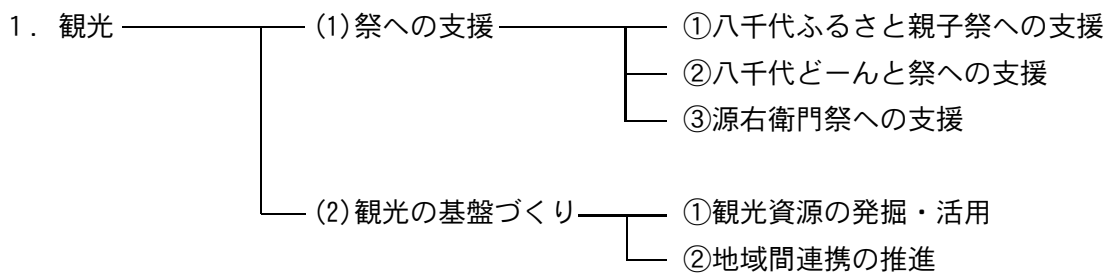 1. 観光 (1)祭への支援 ①八千代ふるさと親子祭への支援
②八千代どーんと祭への支援
③源右衛門祭への支援
(2)観光の基盤づくり ①観光資源の発掘・活用
②地域間連携の推進